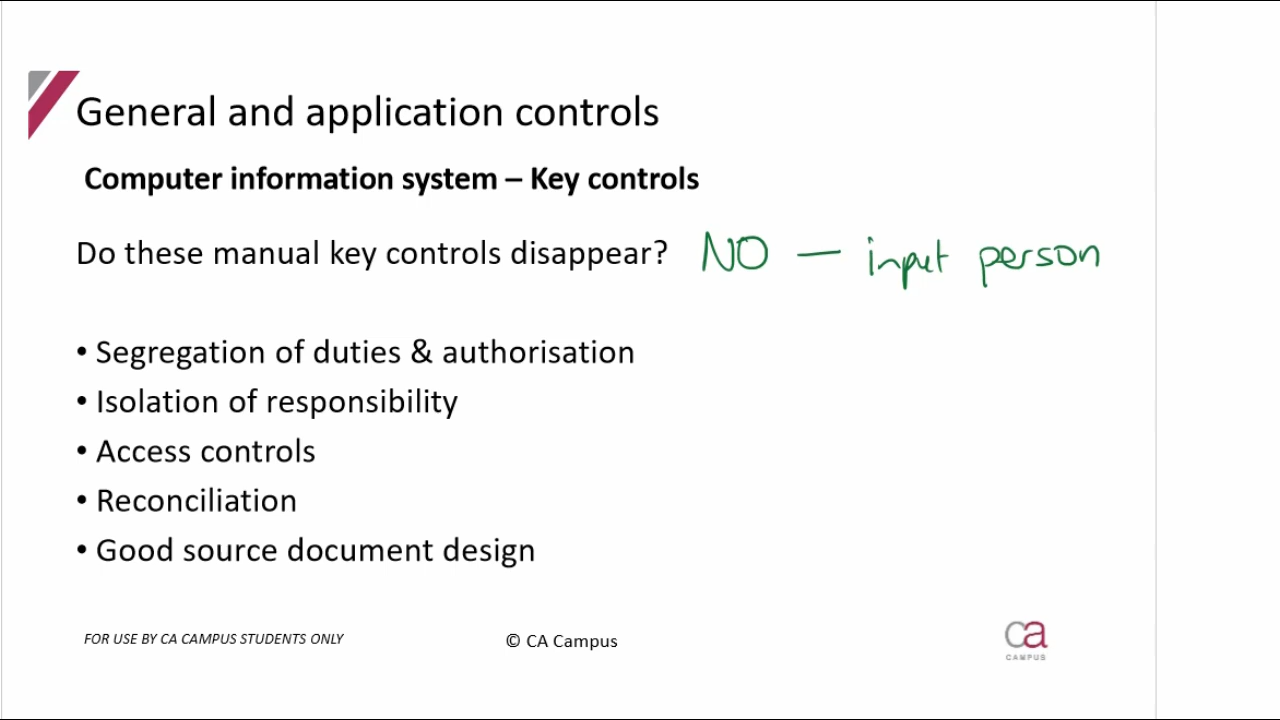 General and application controls
Computer information system – Key controls
Do these manual key controls disappear? NO — input person
• Segregation of duties & authorisation
• Isolation of responsibility
• Access controls
• Reconciliation
• Good source document design
FOR USE BY CA CAMPUS STUDENTS ONLY
© CA Campus
ca
CAMPUS